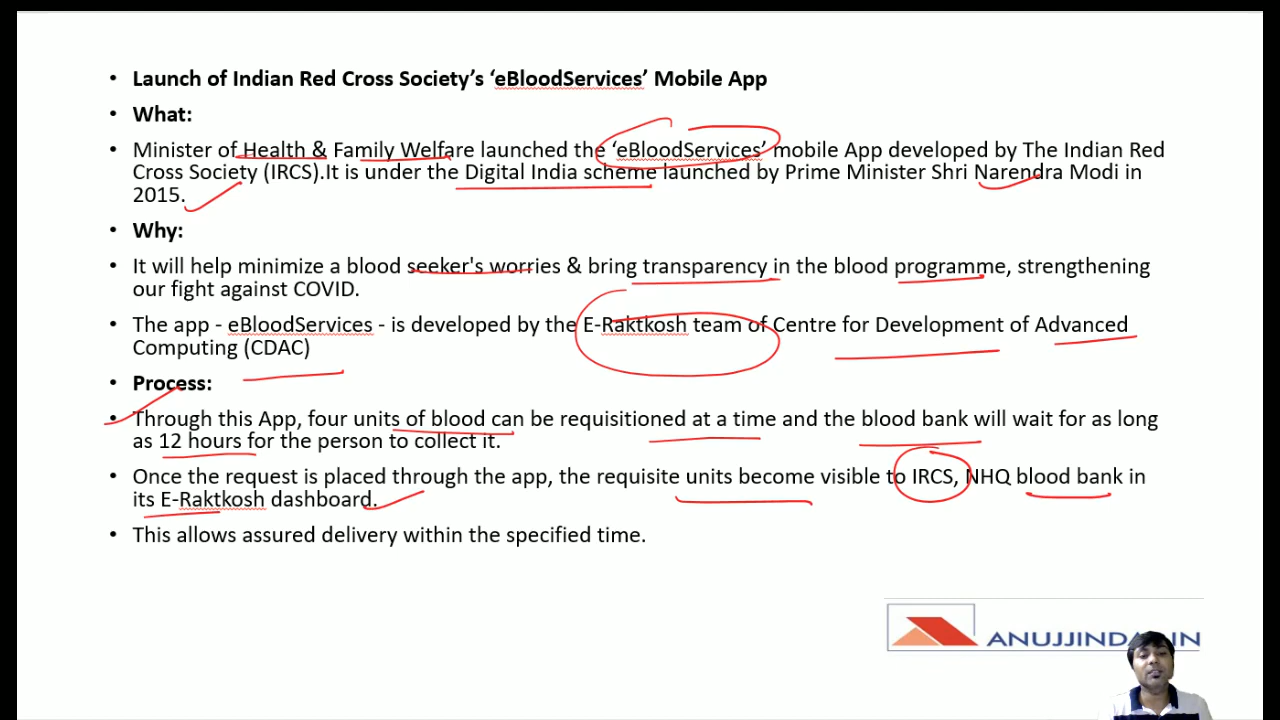 • Launch of Indian Red Cross Society's ‘eBloodServices’ Mobile App
• What:
• Minister of Health & Family Welfare launched the ‘eBloodServices’ mobile App developed by The Indian Red
Cross Society (IRCS).It is under the Digital India scheme launched by Prime Minister Shri Narendra Modi in
2015.
• Why:
• It will help minimize a blood seeker's worries & bring transparency in the blood programme, strengthening
our fight against COVID.
• The app - eBloodServices - is developed by the E-Raktkosh team of Centre for Development of Advanced
Computing (CDAC)
• Process:
• Through this App, four units of blood can be requisitioned at a time and the blood bank will wait for as long
as 12 hours for the person to collect it.
• Once the request is placed through the app, the requisite units become visible to IRCS, NHQ blood bank in
its E-Raktkosh dashboard.
• This allows assured delivery within the specified time.